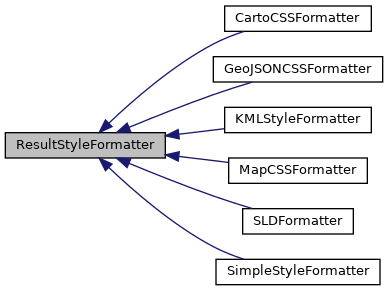 CartoCSSFormatter
GeoJSONCSSFormatter
KMLStyleFormatter
ResultStyleFormatter
MapCSSFormatter
SLDFormatter
SimpleStyleFormatter